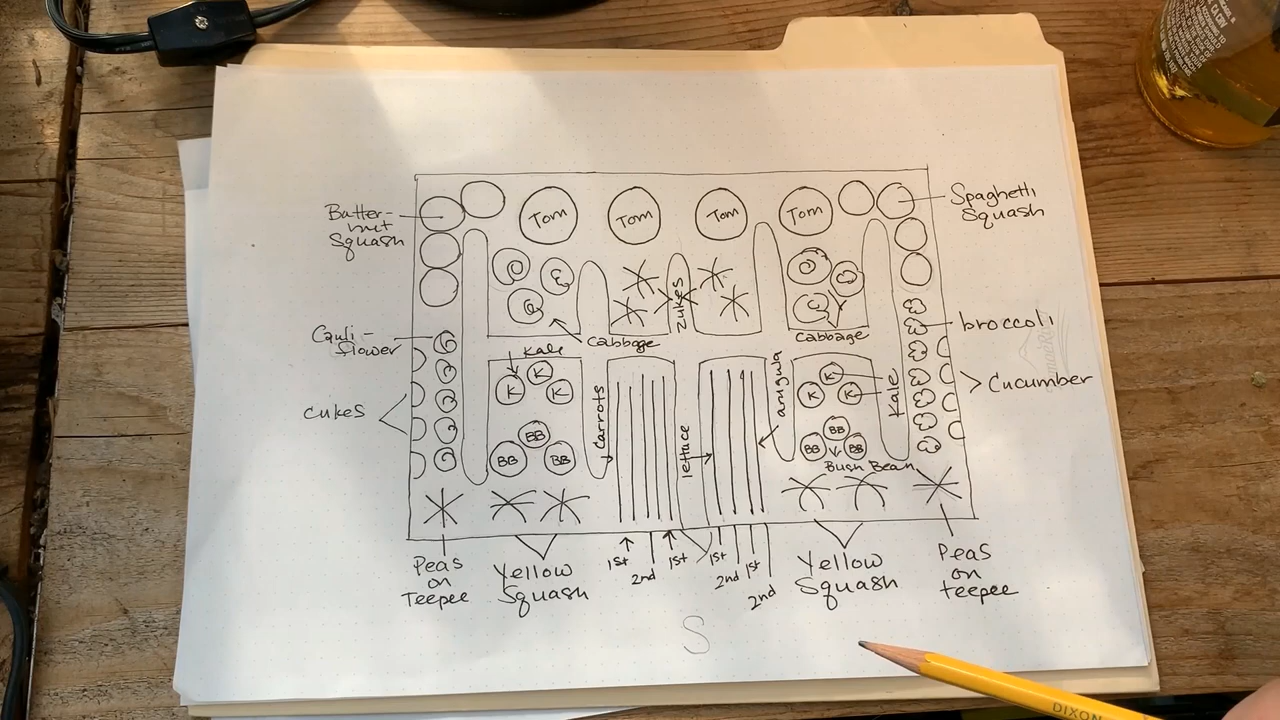 Butter-
nut
Squash
Tom
Tom
Tom
Tom
Spaghetti
Squash
zukes
Cauli-
flower
Cabbage
Cabbage
broccoli
Kale
K
K
K
Carrots
lettuce
arugula
K
K
K
Kale
Cucumber
cukes
BB
BB
BB
BB
BB
BB
Bush Bean
Peas
on
Teepee
Yellow
Squash
1st
2nd
1st
1st
2nd
1st
2nd
Yellow
Squash
Peas
on
teepee
S
DIXON